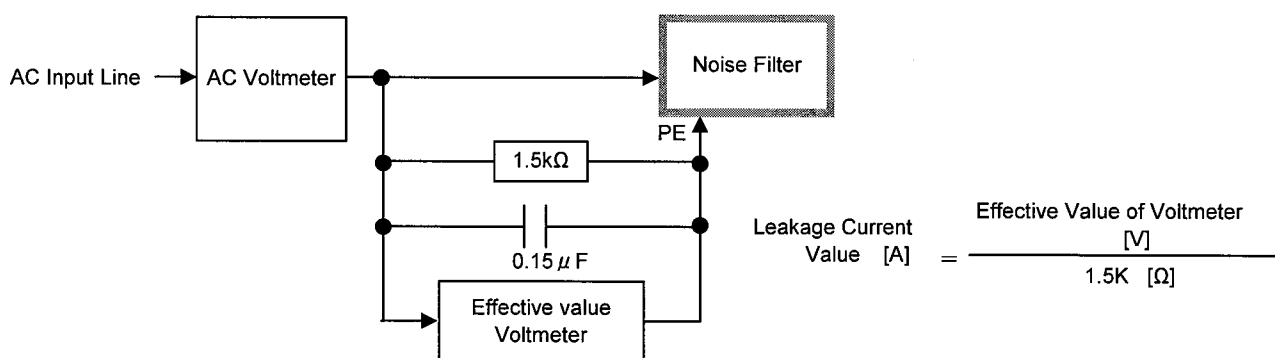 AC Input Line
AC Voltmeter
Noise Filter
PE
1.5kΩ
0.15 μ F
Effective value
Voltmeter
Leakage Current
Value [A]
=
Effective Value of Voltmeter
[V]
1.5K [Ω]